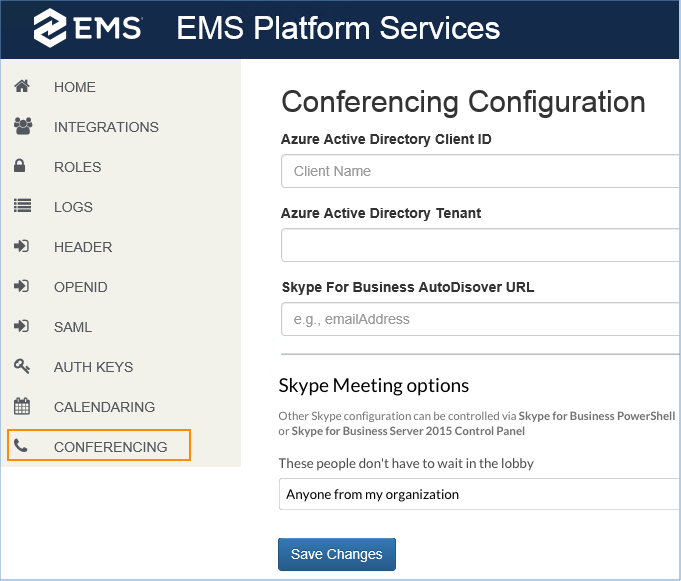 EMS EMS Platform Services
HOME
INTEGRATIONS
ROLES
LOGS
HEADER
OPENID
SAML
AUTH KEYS
CALENDARING
CONFERENCING
Conferencing Configuration
Azure Active Directory Client ID
Client Name
Azure Active Directory Tenant
Skype For Business AutoDisover URL
e.g., emailAddress
Skype Meeting options
Other Skype configuration can be controlled via Skype for Business PowerShell
or Skype for Business Server 2015 Control Panel
These people don't have to wait in the lobby
Anyone from my organization
Save Changes